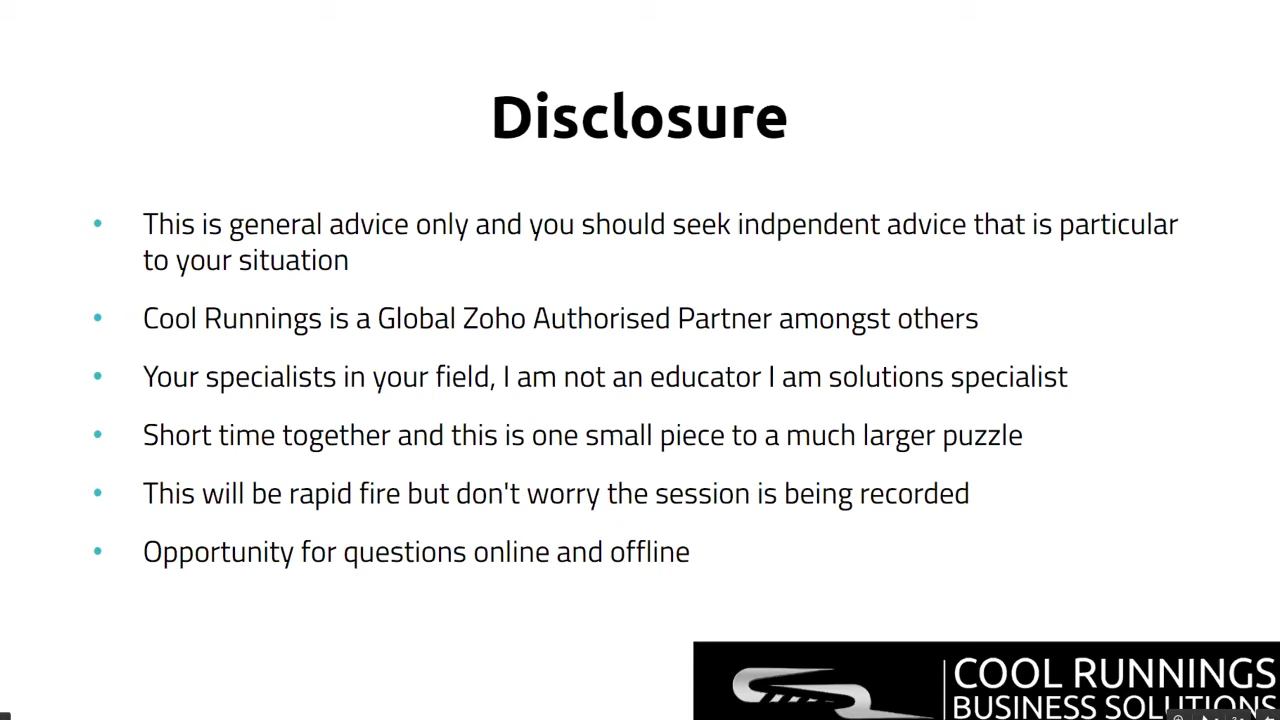 Disclosure
• This is general advice only and you should seek indpendent advice that is particular
to your situation
• Cool Runnings is a Global Zoho Authorised Partner amongst others
• Your specialists in your field, I am not an educator I am solutions specialist
• Short time together and this is one small piece to a much larger puzzle
• This will be rapid fire but don't worry the session is being recorded
• Opportunity for questions online and offline
COOL RUNNINGS
BUSINESS SOLUTIONS